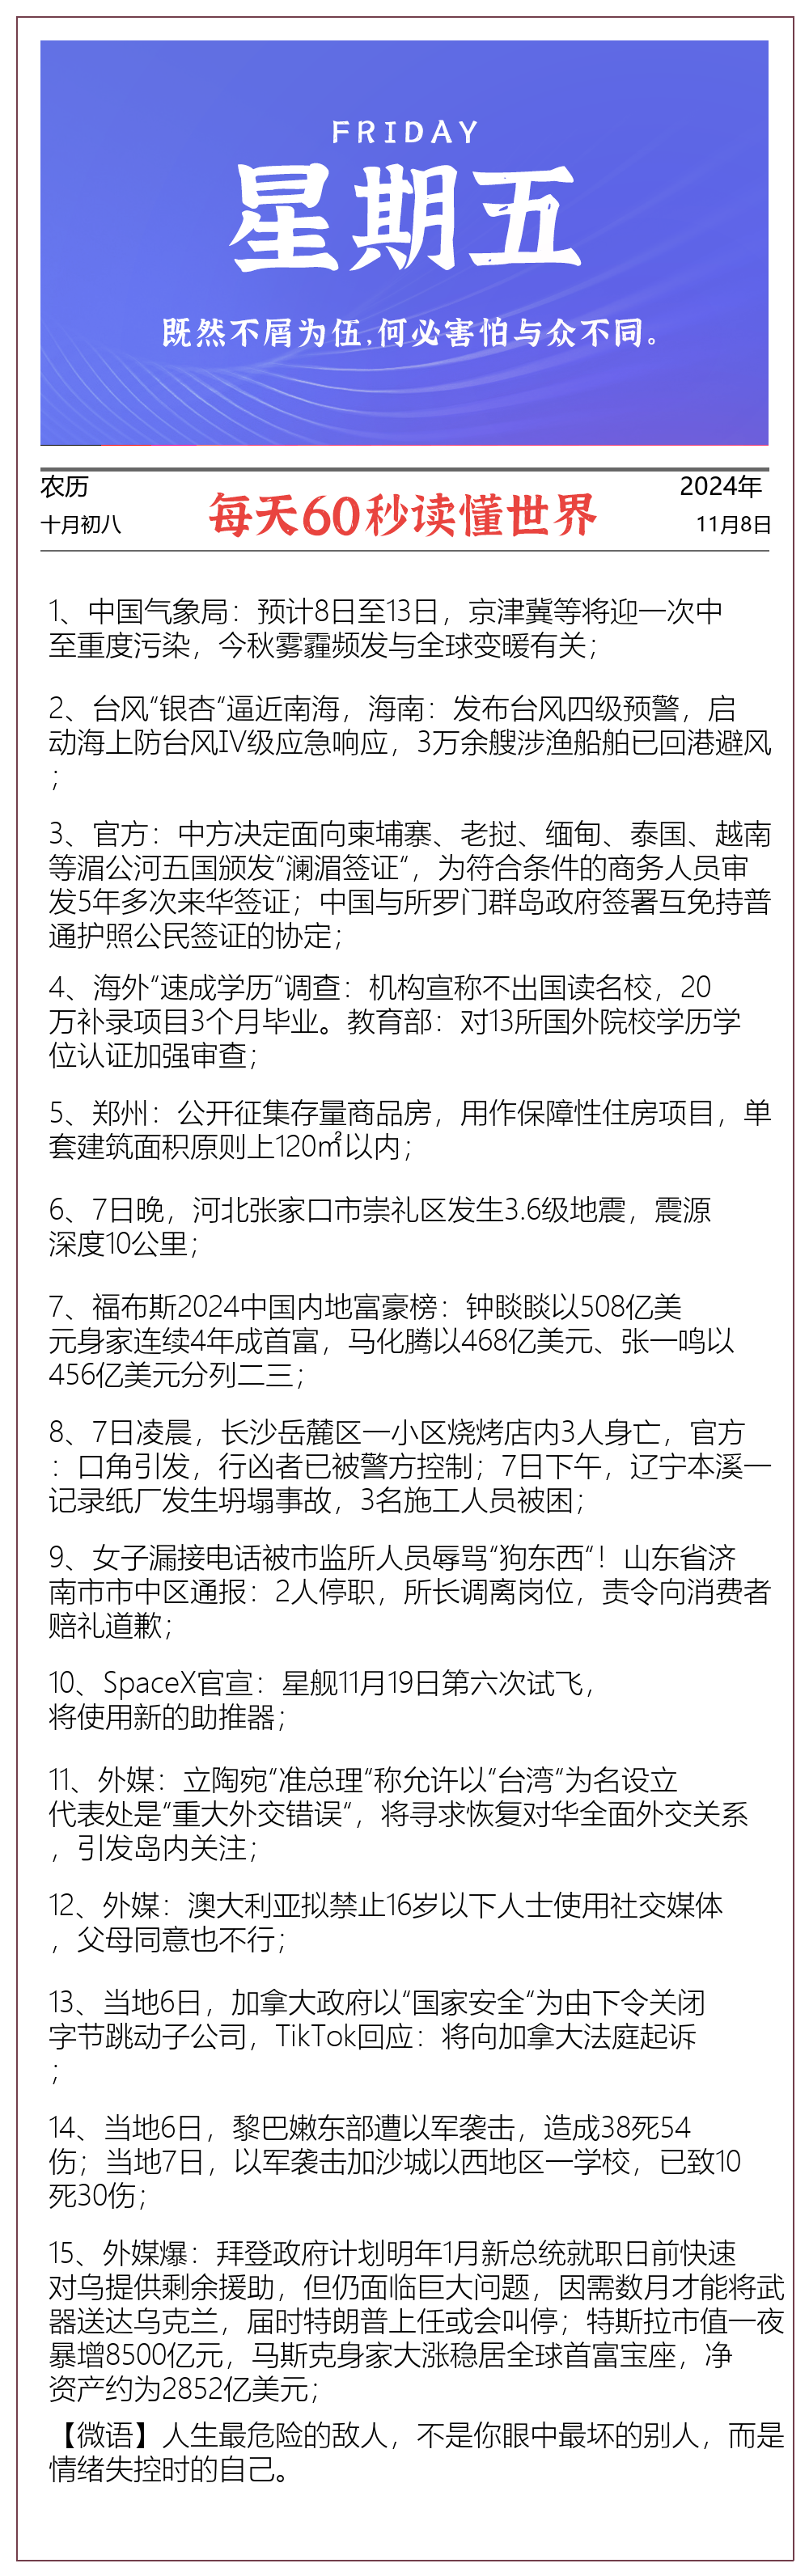 FRIDAY
星期五
既然不屑为伍,何必害怕与众不同。
农历
十月初八
每天60秒读懂世界
2024年
11月8日
1、中国气象局：预计8日至13日，京津冀等将迎一次中
至重度污染，今秋雾霾频发与全球变暖有关；
2、台风“银杏“逼近南海，海南：发布台风四级预警，启
动海上防台风IV级应急响应，3万余艘涉渔船舶已回港避风
；
3、官方：中方决定面向柬埔寨、老挝、缅甸、泰国、越南
等湄公河五国颁发“澜湄签证“，为符合条件的商务人员审
发5年多次来华签证；中国与所罗门群岛政府签署互免持普
通护照公民签证的协定；
4、海外“速成学历“调查：机构宣称不出国读名校，20
万补录项目3个月毕业。教育部：对13所国外院校学历学
位认证加强审查；
5、郑州：公开征集存量商品房，用作保障性住房项目，单
套建筑面积原则上120㎡以内；
6、7日晚，河北张家口市崇礼区发生3.6级地震，震源
深度10公里；
7、福布斯2024中国内地富豪榜：钟睒睒以508亿美
元身家连续4年成首富，马化腾以468亿美元、张一鸣以
456亿美元分列二三；
8、7日凌晨，长沙岳麓区一小区烧烤店内3人身亡，官方
：口角引发，行凶者已被警方控制；7日下午，辽宁本溪一
记录纸厂发生坍塌事故，3名施工人员被困；
9、女子漏接电话被市监所人员辱骂“狗东西“！山东省济
南市市中区通报：2人停职，所长调离岗位，责令向消费者
赔礼道歉；
10、SpaceX官宣：星舰11月19日第六次试飞，
将使用新的助推器；
11、外媒：立陶宛“准总理“称允许以“台湾“为名设立
代表处是“重大外交错误“，将寻求恢复对华全面外交关系
，引发岛内关注；
12、外媒：澳大利亚拟禁止16岁以下人士使用社交媒体
，父母同意也不行；
13、当地6日，加拿大政府以“国家安全“为由下令关闭
字节跳动子公司，TikTok回应：将向加拿大法庭起诉
；
14、当地6日，黎巴嫩东部遭以军袭击，造成38死54
伤；当地7日，以军袭击加沙城以西地区一学校，已致10
死30伤；
15、外媒爆：拜登政府计划明年1月新总统就职日前快速
对乌提供剩余援助，但仍面临巨大问题，因需数月才能将武
器送达乌克兰，届时特朗普上任或会叫停；特斯拉市值一夜
暴增8500亿元，马斯克身家大涨稳居全球首富宝座，净
资产约为2852亿美元；
【微语】人生最危险的敌人，不是你眼中最坏的别人，而是
情绪失控时的自己。